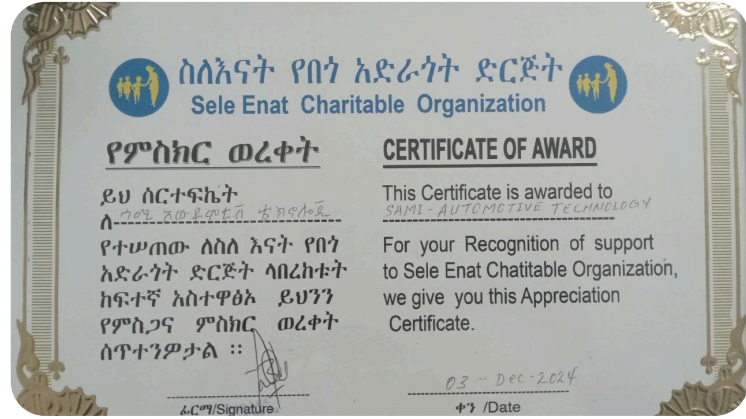 ስለእናት የበጎ አድራጎት ድርጅት
Sele Enat Charitable Organization
የምስክር ወረቀት
ይህ ሰርተፍኬት
ለ ሳሚ አውቶሞቲቭ ቴክኖሎጂ
የተሠጠው ለስለ እናት የበጎ
አድራጎት ድርጅት ላበረከቱት
ከፍተኛ አስተዋፅኦ ይህንን
የምስጋና ምስክር ወረቀት
ሰጥተንዎታል ።
ፊርማ/Signature
CERTIFICATE OF AWARD
This Certificate is awarded to
SAMI-AUTOMOTIVE TECHNOLOGY
For your Recognition of support
to Sele Enat Chatitable Organization,
we give you this Appreciation
Certificate.
03 - Dec - 2024
ቀን /Date